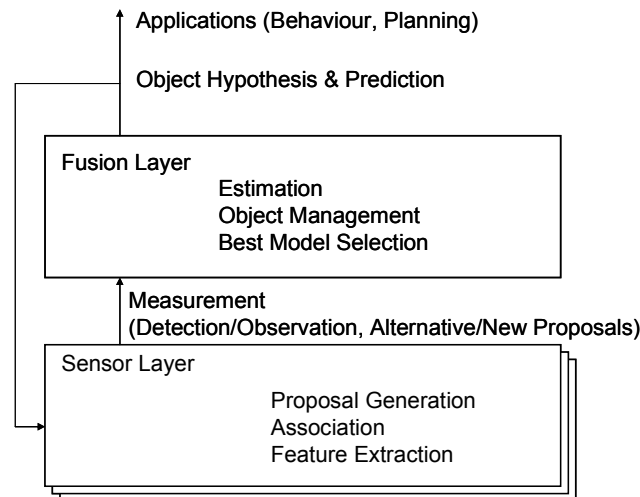 Applications (Behaviour, Planning)
Object Hypothesis & Prediction
Fusion Layer
Estimation
Object Management
Best Model Selection
Measurement
(Detection/Observation, Alternative/New Proposals)
Sensor Layer
Proposal Generation
Association
Feature Extraction